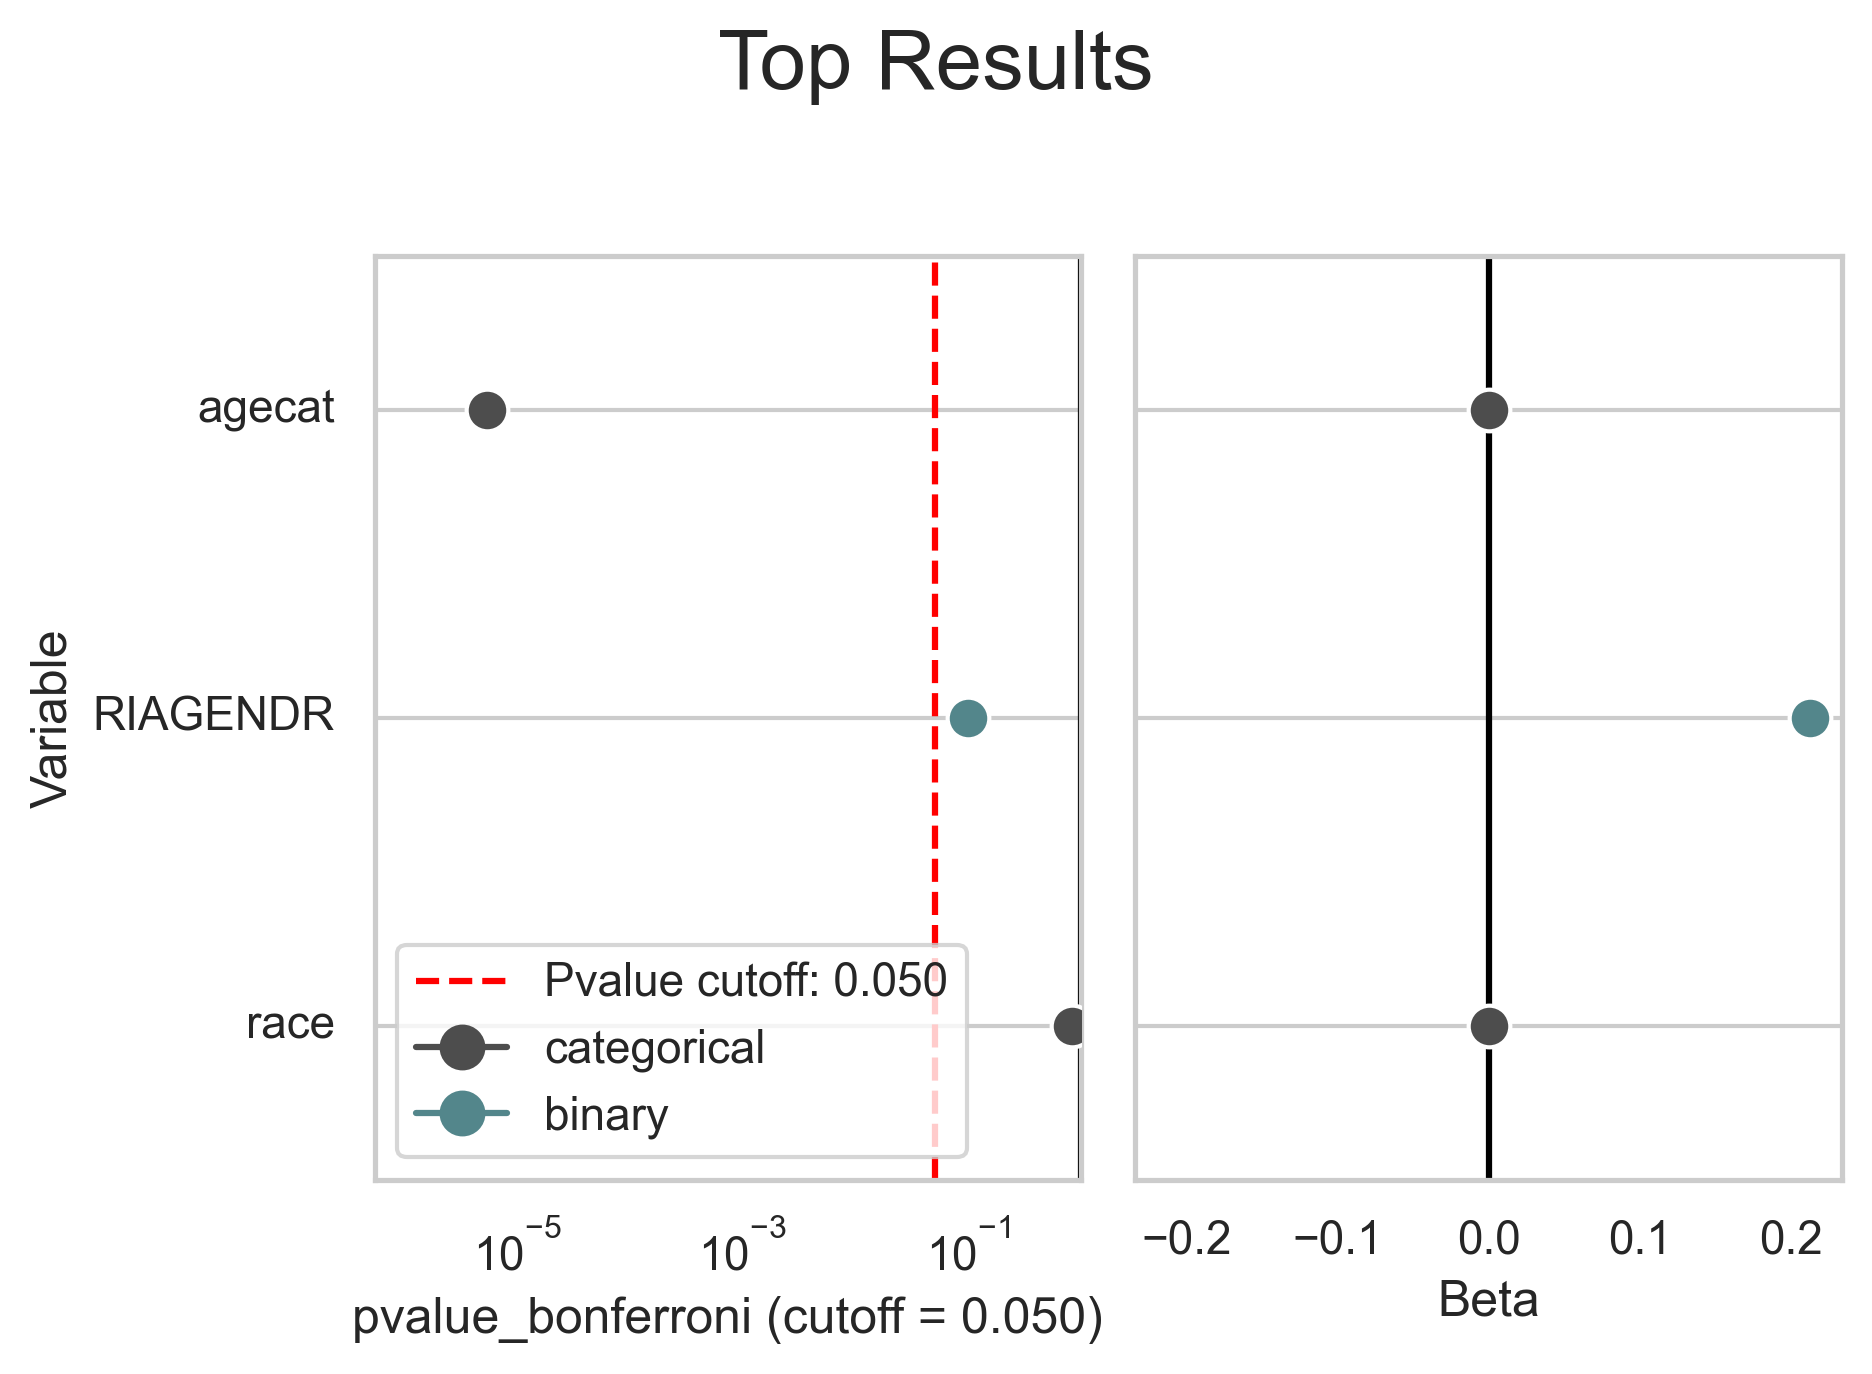 Top Results
Variable
agecat
RIAGENDR
race
Pvalue cutoff: 0.050
categorical
binary
10⁻⁵ 10⁻³ 10⁻¹
pvalue_bonferroni (cutoff = 0.050)
−0.2 −0.1 0.0 0.1 0.2
Beta